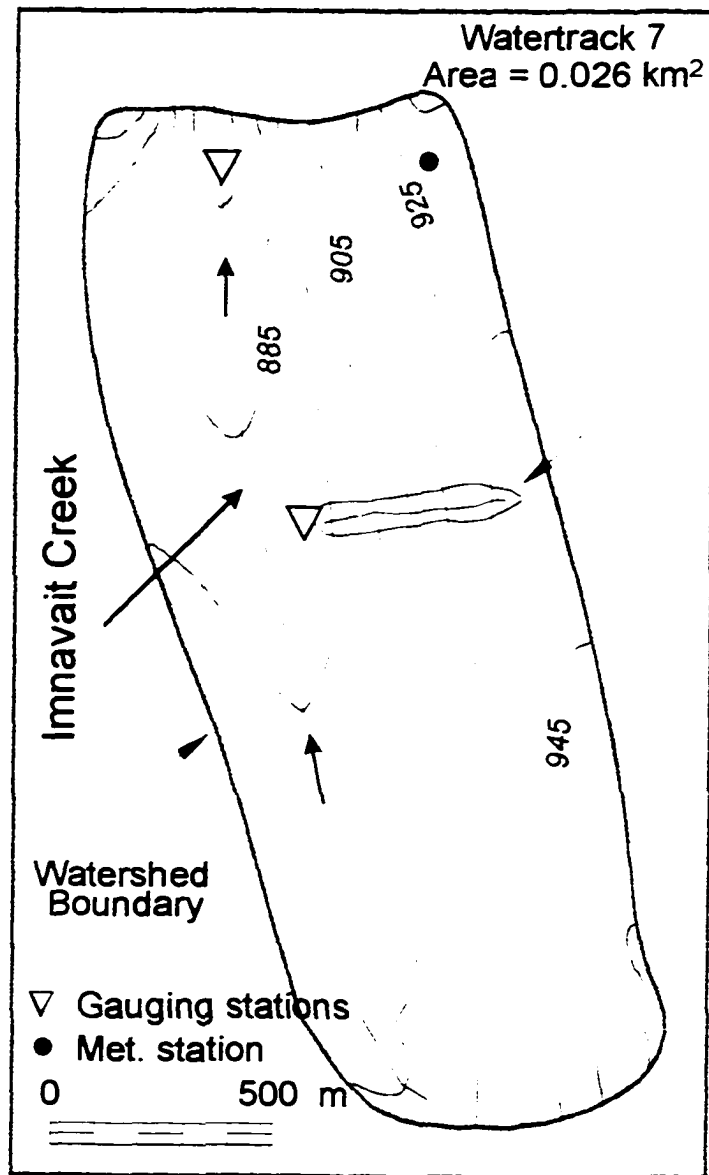 Watertrack 7
Area = 0.026 km²
925
905
885
Imnavait Creek
945
Watershed
Boundary
Gauging stations
Met. station
0 500 m